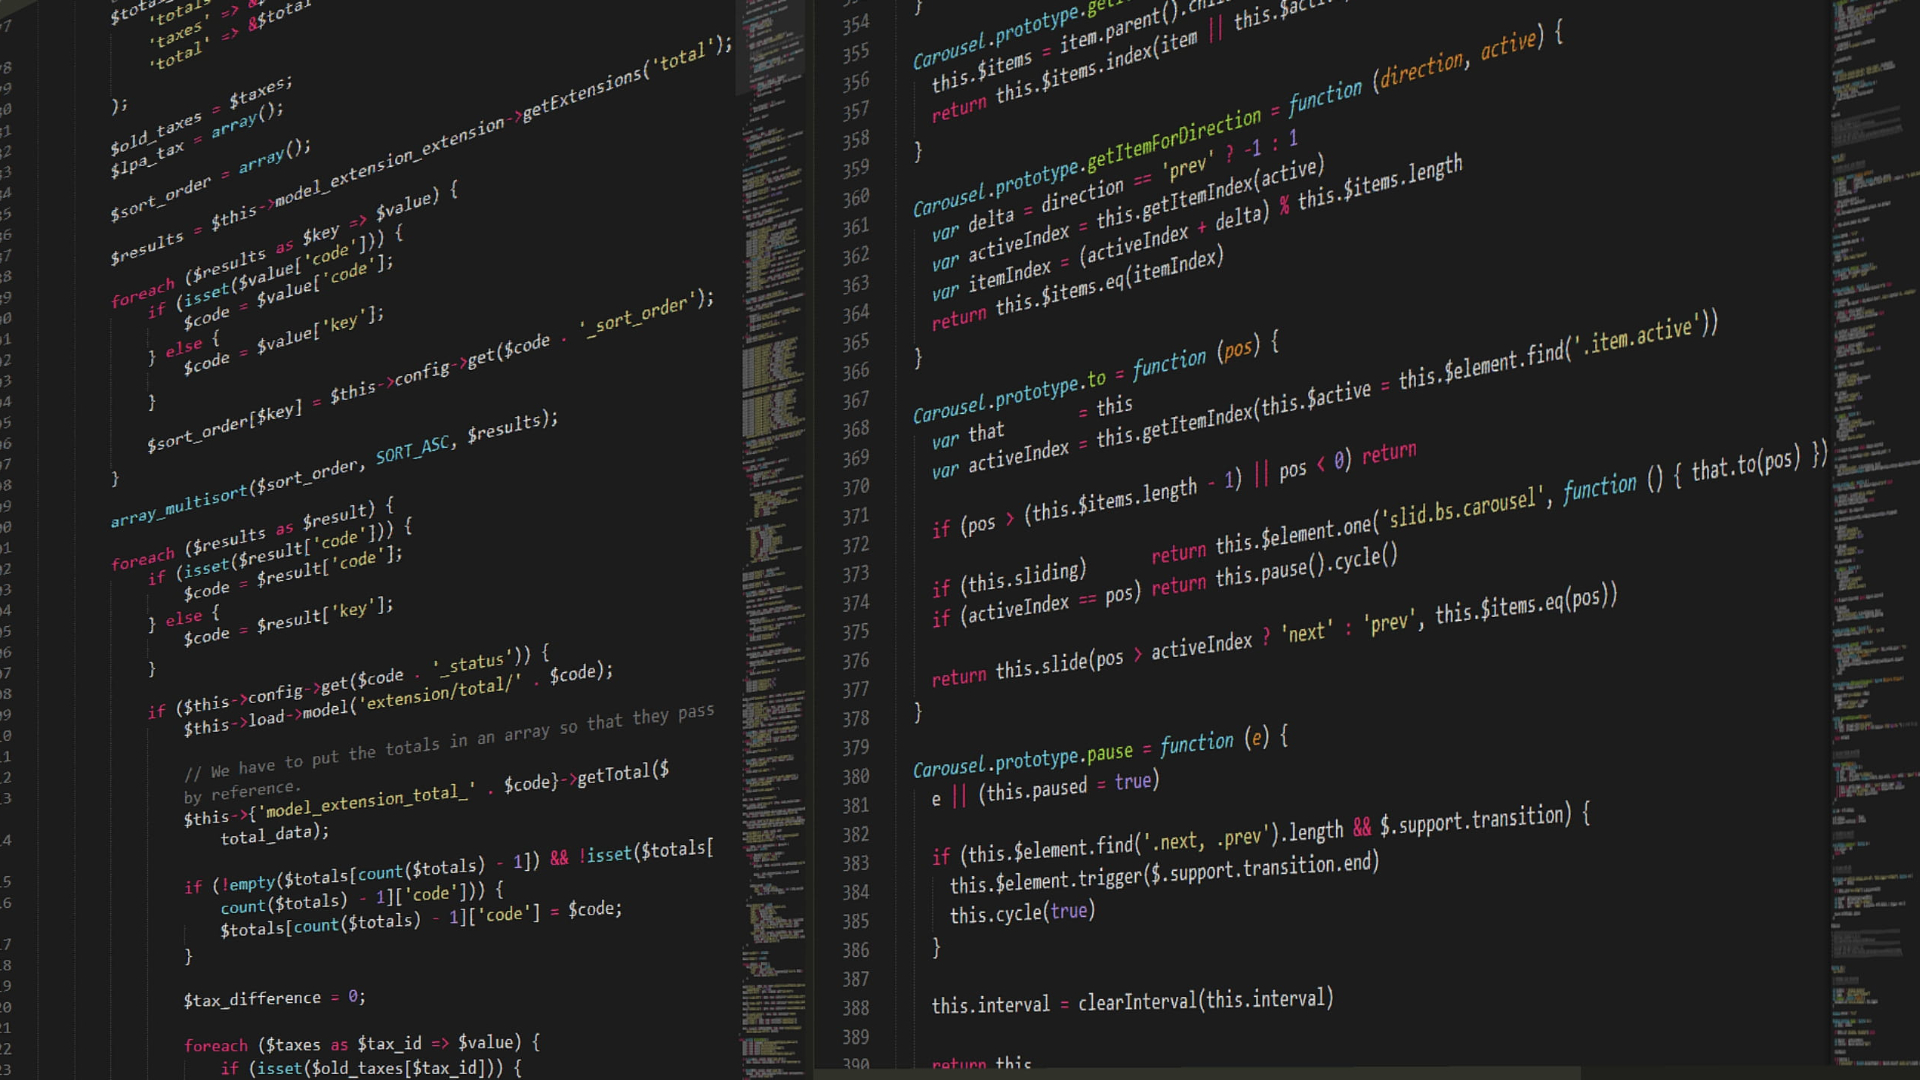 $tota
'totals
'taxes' => &
'total' => &$total
);
$old_taxes = $taxes;
$lpa_tax = array();
$sort_order = array();
$results = $this->model_extension_extension->getExtensions('total');
foreach ($results as $key => $value) {
if (isset($value['code'])) {
$code = $value['code'];
} else {
$code = $value['key'];
}
$sort_order[$key] = $this->config->get($code . '_sort_order');
}
array_multisort($sort_order, SORT_ASC, $results);
foreach ($results as $result) {
if (isset($result['code'])) {
$code = $result['code'];
} else {
$code = $result['key'];
}
if ($this->config->get($code . '_status')) {
$this->load->model('extension/total/' . $code);
// We have to put the totals in an array so that they pass
by reference.
$this->{'model_extension_total_' . $code}->getTotal($
total_data);
if (!empty($totals[count($totals) - 1]) && !isset($totals[
count($totals) - 1]['code'])) {
$totals[count($totals) - 1]['code'] = $code;
}
$tax_difference = 0;
foreach ($taxes as $tax_id => $value) {
if (isset($old_taxes[$tax_id])) {
}
354
355 Carousel.prototype.getIt
356 this.$items = item.parent().chi
357 return this.$items.index(item || this.$acti
358 }
359
360 Carousel.prototype.getItemForDirection = function (direction, active) {
361 var delta = direction == 'prev' ? -1 : 1
362 var activeIndex = this.getItemIndex(active)
363 var itemIndex = (activeIndex + delta) % this.$items.length
364 return this.$items.eq(itemIndex)
365 }
366
367 Carousel.prototype.to = function (pos) {
368 var that = this
369 var activeIndex = this.getItemIndex(this.$active = this.$element.find('.item.active'))
370
371 if (pos > (this.$items.length - 1) || pos < 0) return
372
373 if (this.sliding) return this.$element.one('slid.bs.carousel', function () { that.to(pos) })
374 if (activeIndex == pos) return this.pause().cycle()
375
376 return this.slide(pos > activeIndex ? 'next' : 'prev', this.$items.eq(pos))
377 }
378
379 Carousel.prototype.pause = function (e) {
380 e || (this.paused = true)
381
382 if (this.$element.find('.next, .prev').length && $.support.transition) {
383 this.$element.trigger($.support.transition.end)
384 this.cycle(true)
385 }
386
387 this.interval = clearInterval(this.interval)
388
389 return this
390